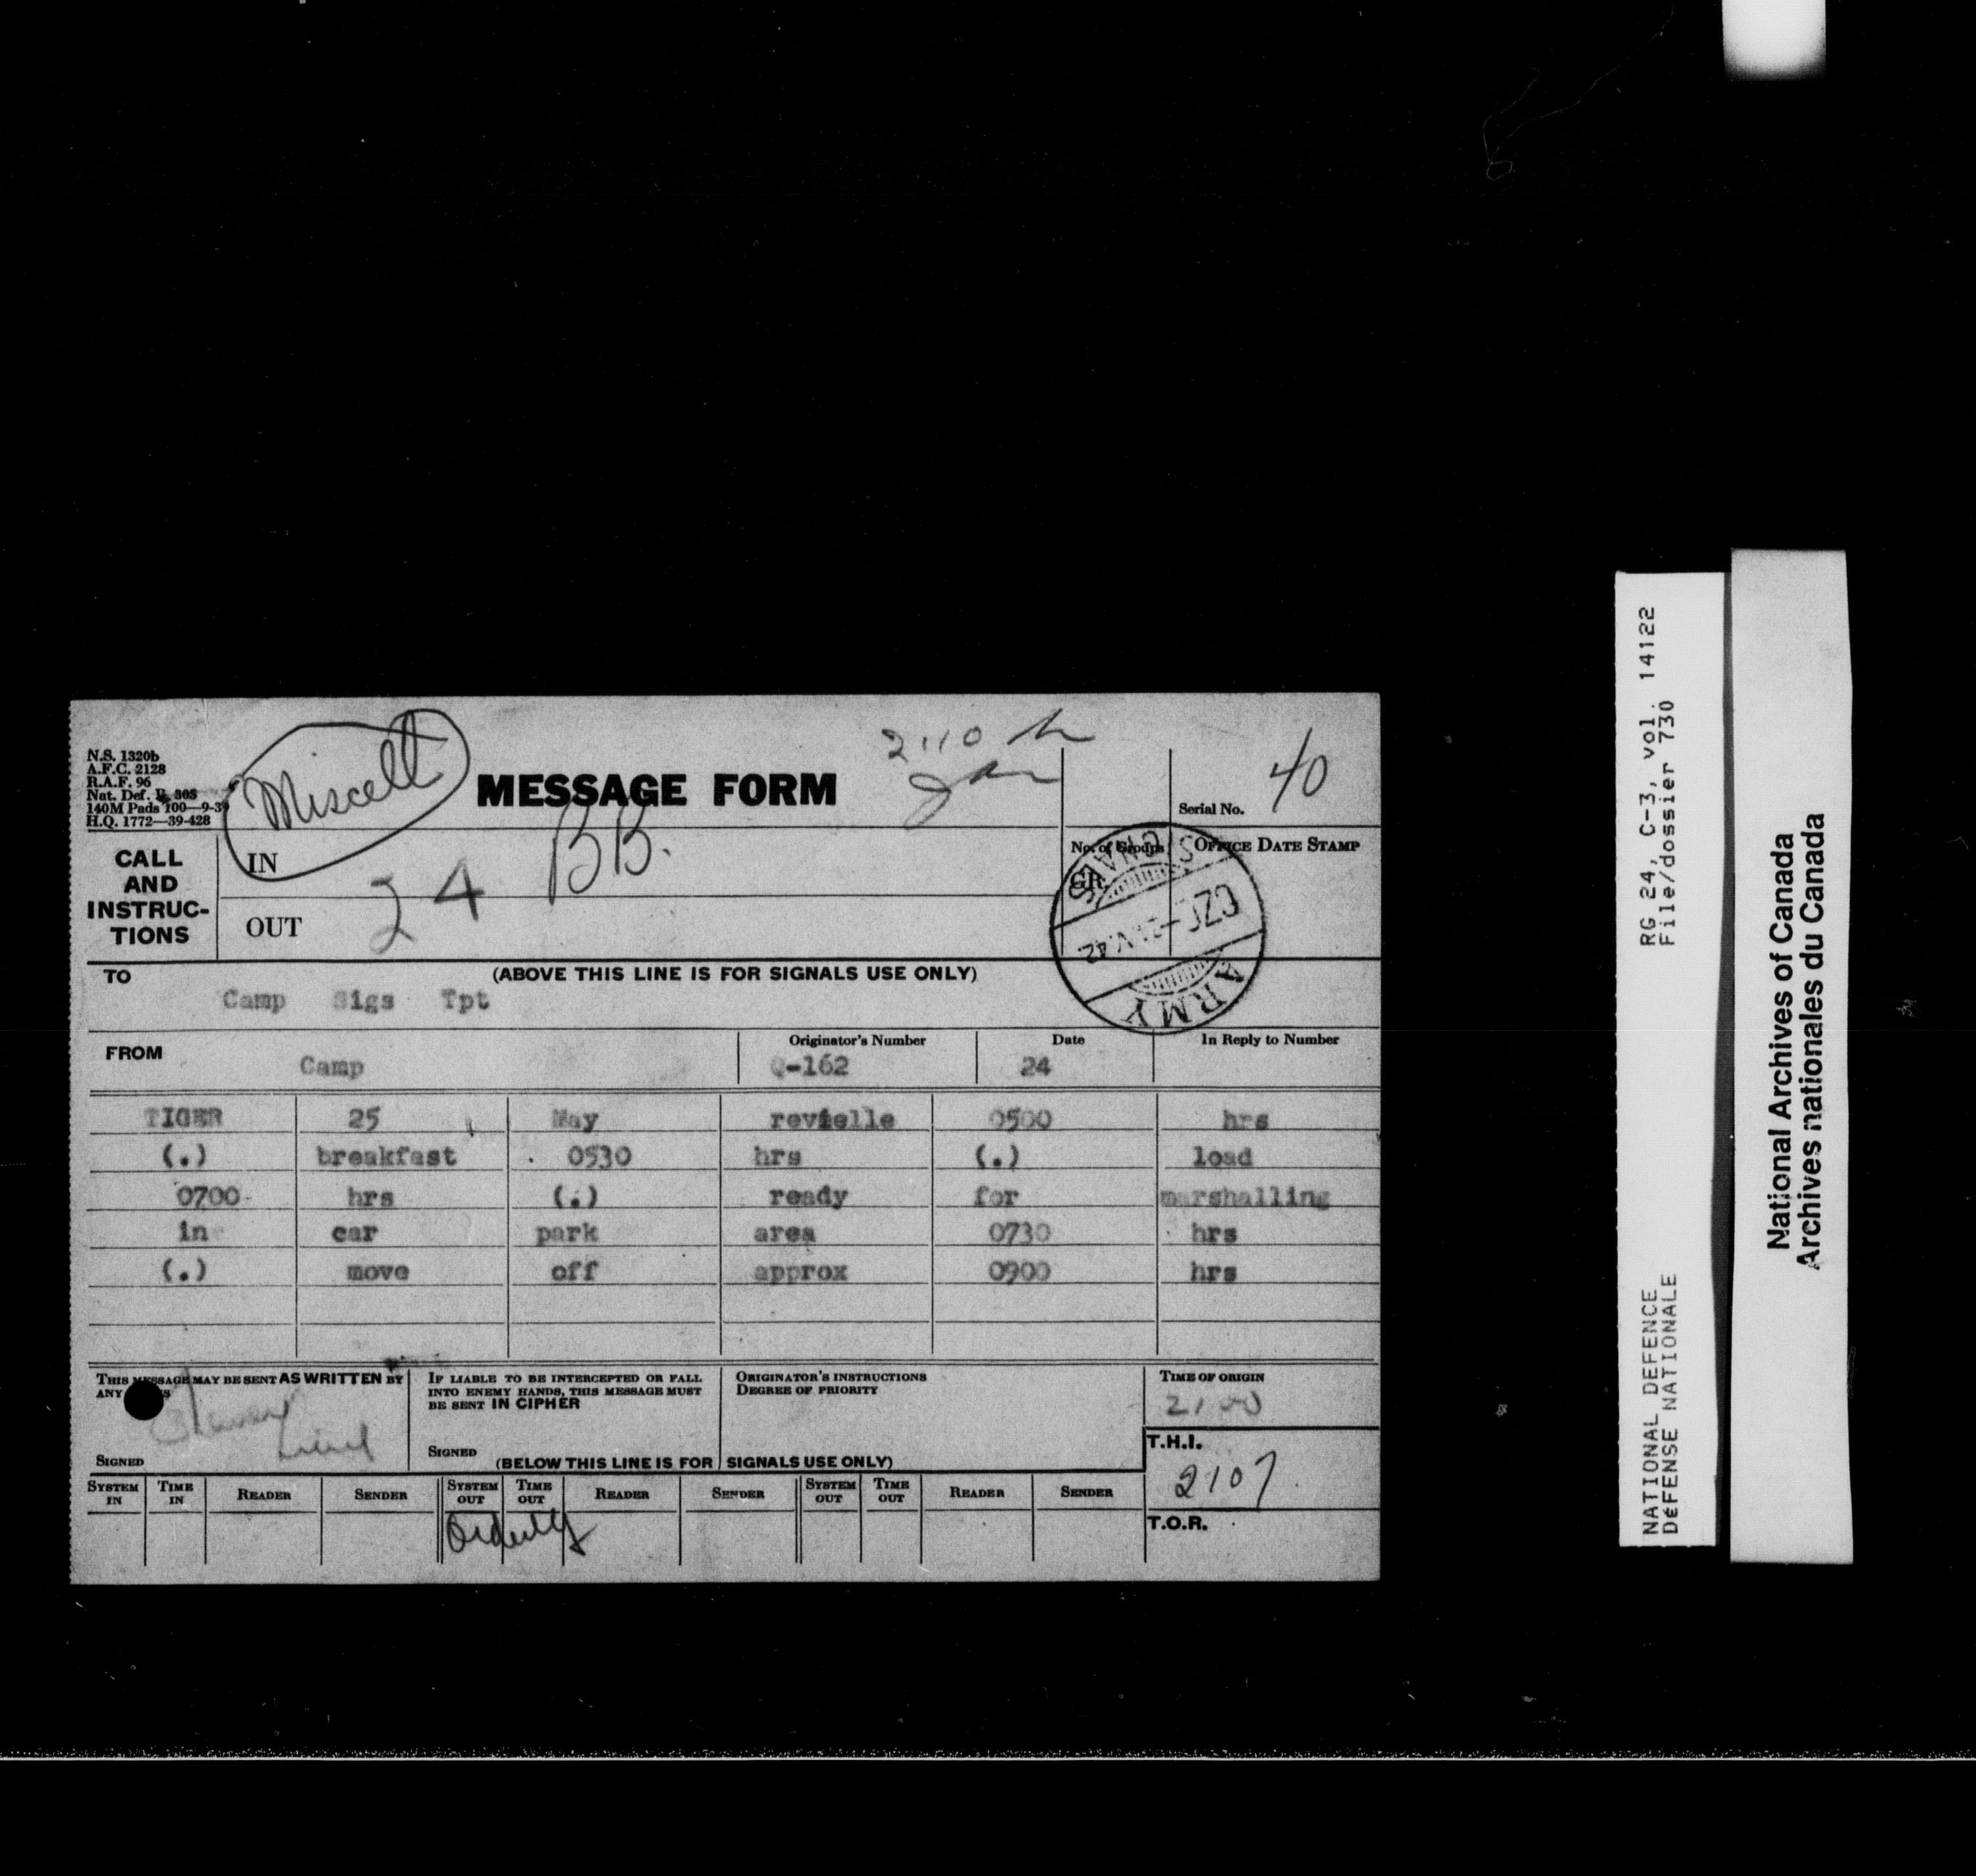 N.S. 1320b
A.F.C. 2128
R.A.F. 96
Nat. Def. B. 303
140M Pads 100—9-39
H.Q. 1772—39-428
Miscell
MESSAGE FORM
2110 h
Serial No. 40
CALL AND INSTRUCTIONS
IN
BB.
24
OUT
No. of Groups
GR.
OFFICE DATE STAMP
SIGNALS
CZC
V.42
ARMY
TO
(ABOVE THIS LINE IS FOR SIGNALS USE ONLY)
Camp Sigs Tpt
FROM Camp
Originator's Number Q-162
Date 24
In Reply to Number
TIGER 25 May revielle 0500 hrs
(.) breakfast 0530 hrs (.) load
0700 hrs (.) ready for marshalling
in car park area 0730 hrs
(.) move off approx 0900 hrs
THIS MESSAGE MAY BE SENT AS WRITTEN BY
ANY
SIGNED
IF LIABLE TO BE INTERCEPTED OR FALL
INTO ENEMY HANDS, THIS MESSAGE MUST
BE SENT IN CIPHER
SIGNED
ORIGINATOR'S INSTRUCTIONS
DEGREE OF PRIORITY
TIME OF ORIGIN
2100
(BELOW THIS LINE IS FOR SIGNALS USE ONLY)
T.H.I.
2107
SYSTEM IN TIME IN READER SENDER SYSTEM OUT TIME OUT READER SENDER SYSTEM OUT TIME OUT READER SENDER
Orderly
T.O.R.
RG 24, C-3, vol. 14122
File/dossier 730
NATIONAL DEFENCE
DéFENSE NATIONALE
National Archives of Canada
Archives nationales du Canada